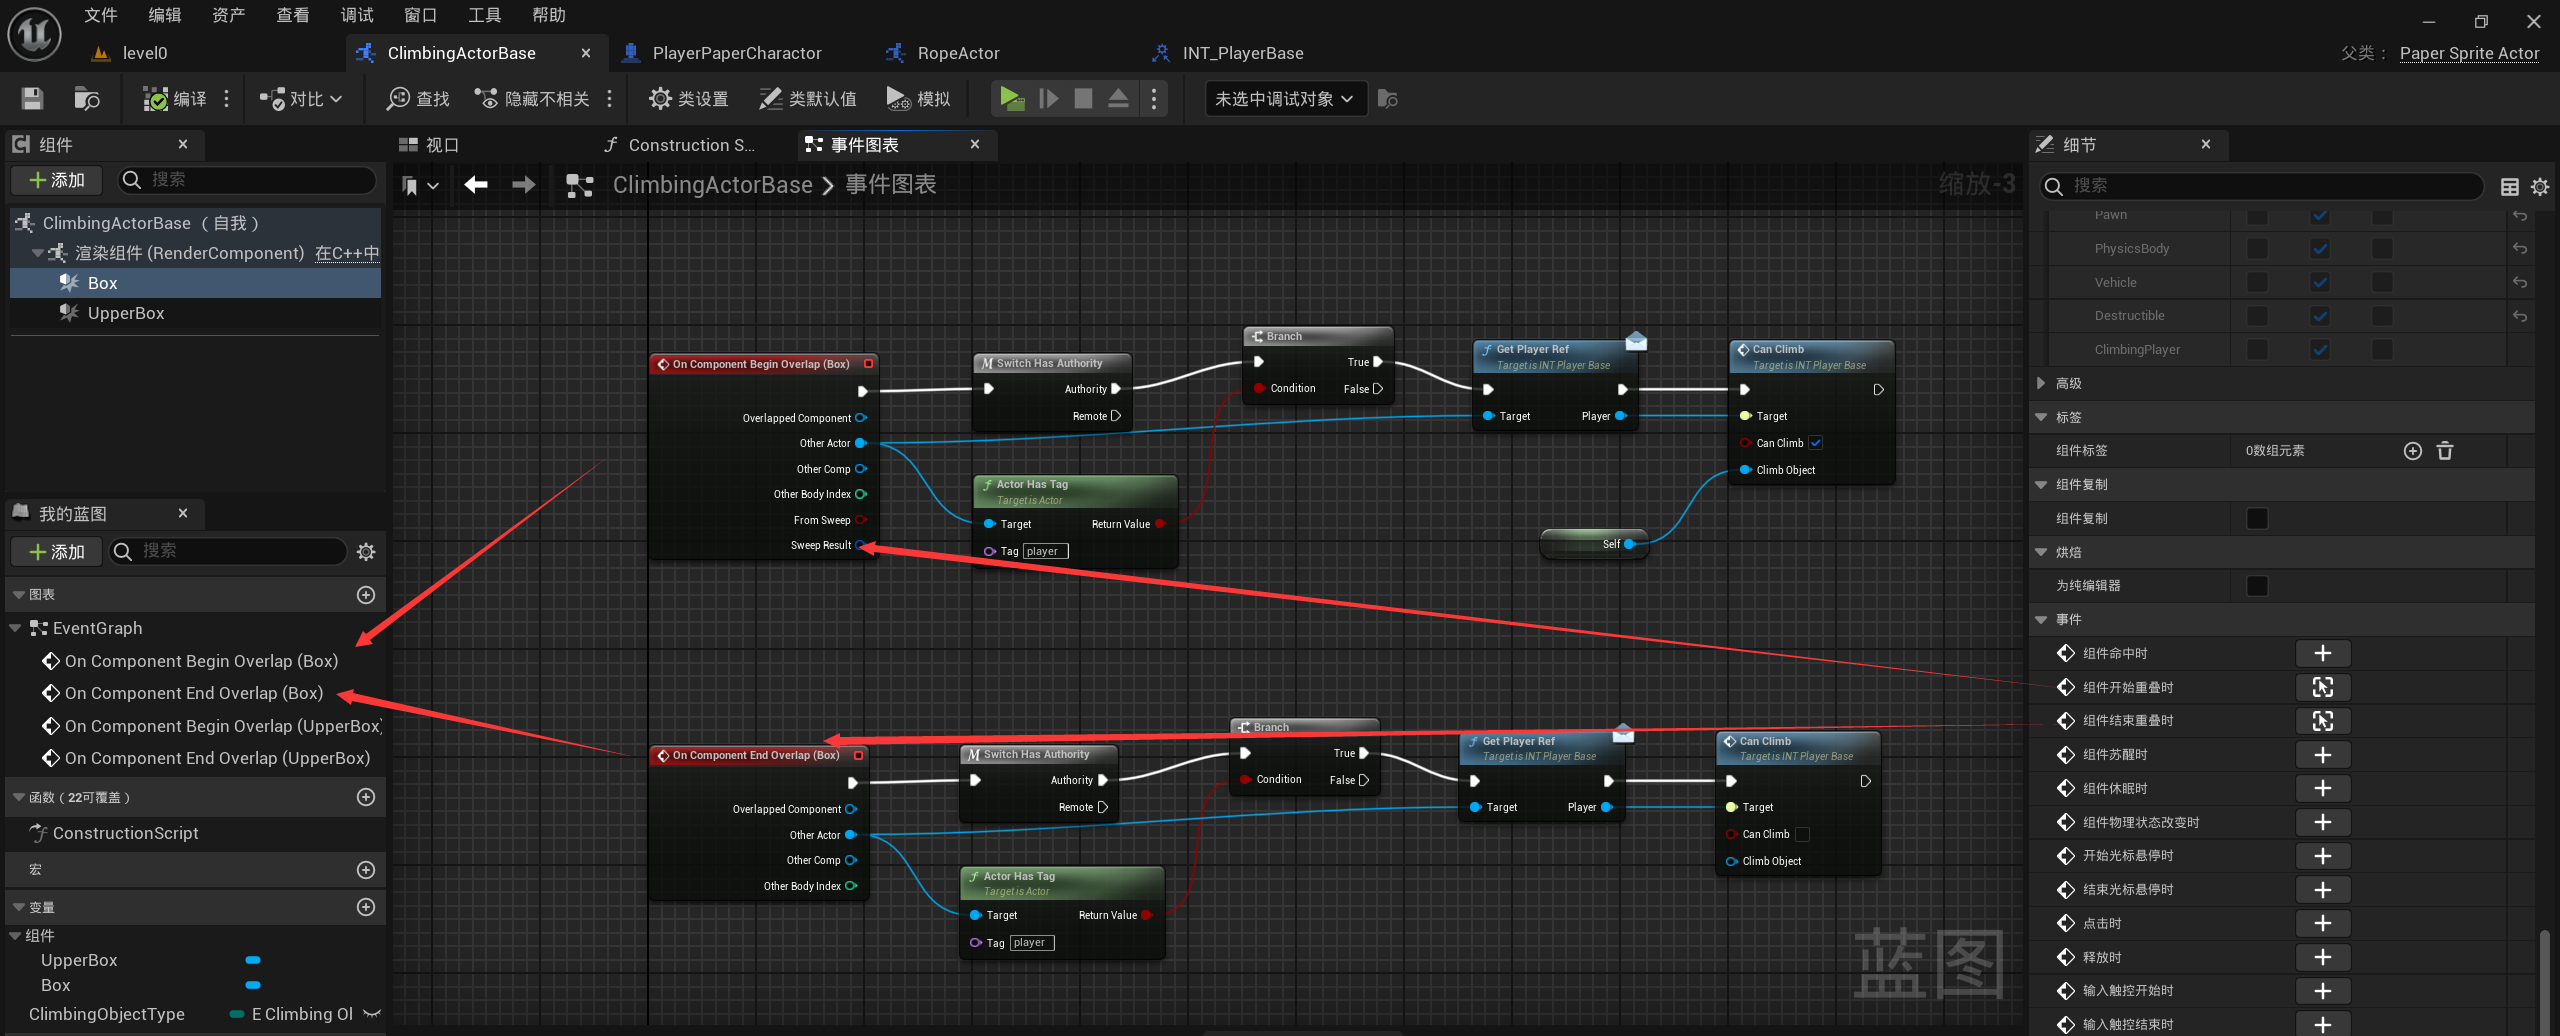 文件 编辑 资产 查看 调试 窗口 工具 帮助
level0 ClimbingActorBase PlayerPaperCharactor RopeActor INT_PlayerBase
父类： Paper Sprite Actor
编译 对比 查找 隐藏不相关 类设置 类默认值 模拟 未选中调试对象
组件
添加 搜索
ClimbingActorBase （自我）
渲染组件 (RenderComponent) 在C++中
Box
UpperBox
我的蓝图
添加 搜索
图表
EventGraph
On Component Begin Overlap (Box)
On Component End Overlap (Box)
On Component Begin Overlap (UpperBox)
On Component End Overlap (UpperBox)
函数（22可覆盖）
ConstructionScript
宏
变量
组件
UpperBox
Box
ClimbingObjectType E Climbing Ol
视口 Construction S... 事件图表
ClimbingActorBase 事件图表
缩放-3
On Component Begin Overlap (Box)
Overlapped Component
Other Actor
Other Comp
Other Body Index
From Sweep
Sweep Result
Switch Has Authority
Authority
Remote
Actor Has Tag
Target is Actor
Target Return Value
Tag player
Branch
True
Condition False
Get Player Ref
Target is INT Player Base
Target Player
Can Climb
Target is INT Player Base
Target
Can Climb
Climb Object
Self
On Component End Overlap (Box)
Overlapped Component
Other Actor
Other Comp
Other Body Index
Switch Has Authority
Authority
Remote
Actor Has Tag
Target is Actor
Target Return Value
Tag player
Branch
True
Condition False
Get Player Ref
Target is INT Player Base
Target Player
Can Climb
Target is INT Player Base
Target
Can Climb
Climb Object
蓝图
细节
搜索
Pawn
PhysicsBody
Vehicle
Destructible
ClimbingPlayer
高级
标签
组件标签 0数组元素
组件复制
组件复制
烘焙
为纯编辑器
事件
组件命中时
组件开始重叠时
组件结束重叠时
组件苏醒时
组件休眠时
组件物理状态改变时
开始光标悬停时
结束光标悬停时
点击时
释放时
输入触控开始时
输入触控结束时